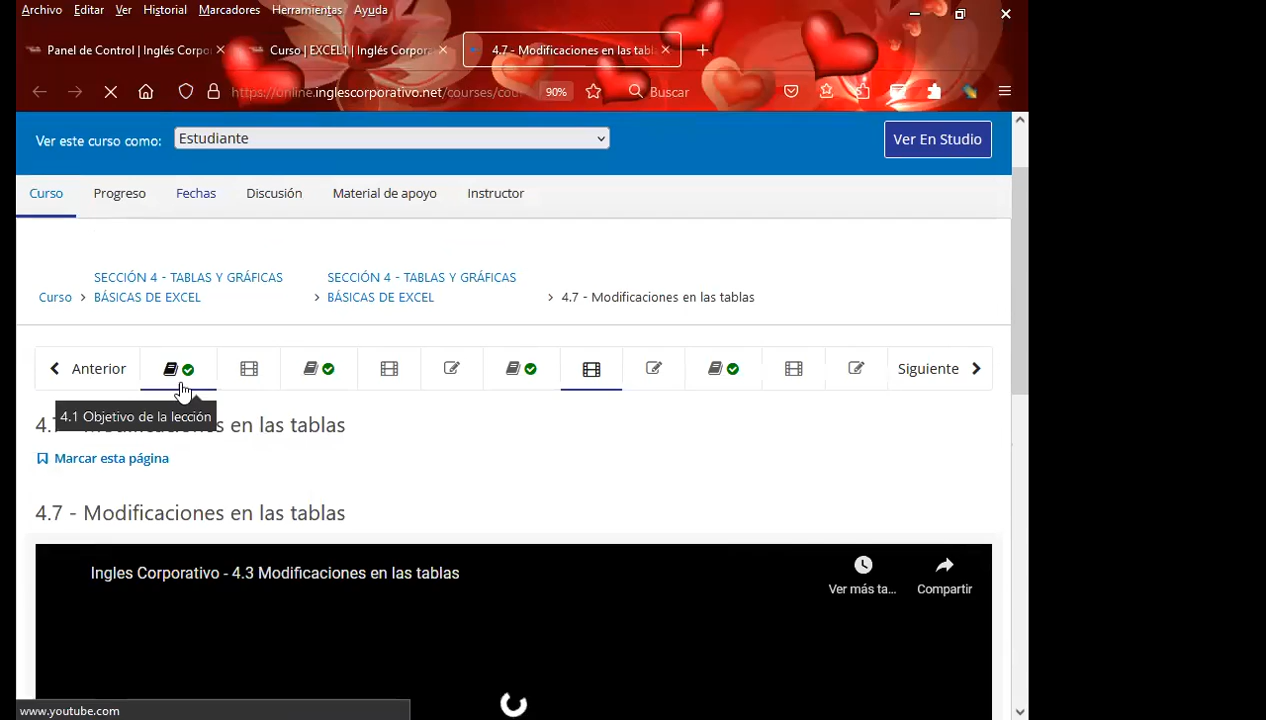 Archivo Editar Ver Historial Marcadores Herramientas Ayuda
Panel de Control | Inglés Corpo
Curso | EXCEL1 | Inglés Corpora
4.7 - Modificaciones en las tabl
https://online.inglescorporativo.net/courses/cou
90%
Buscar
Ver este curso como:
Estudiante
Ver En Studio
Curso Progreso Fechas Discusión Material de apoyo Instructor
SECCIÓN 4 - TABLAS Y GRÁFICAS SECCIÓN 4 - TABLAS Y GRÁFICAS
Curso > BÁSICAS DE EXCEL > BÁSICAS DE EXCEL > 4.7 - Modificaciones en las tablas
Anterior
Siguiente
4.1 Objetivo de la lección
4.7 en las tablas
Marcar esta página
4.7 - Modificaciones en las tablas
Ingles Corporativo - 4.3 Modificaciones en las tablas
Ver más ta...
Compartir
www.youtube.com